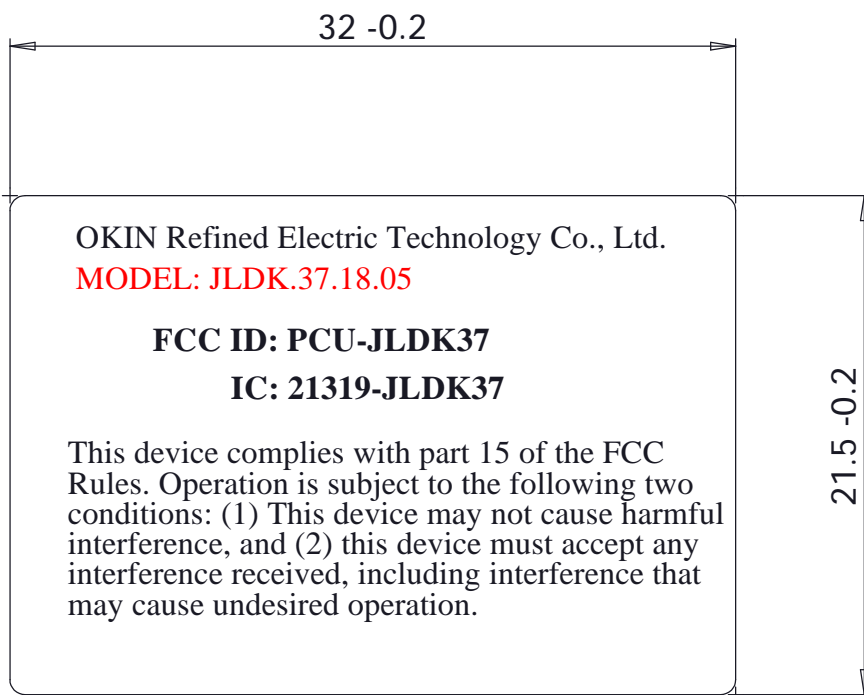 32 -0.2
OKIN Refined Electric Technology Co., Ltd.
MODEL: JLDK.37.18.05
FCC ID: PCU-JLDK37
IC: 21319-JLDK37
21.5 -0.2
This device complies with part 15 of the FCC
Rules. Operation is subject to the following two
conditions: (1) This device may not cause harmful
interference, and (2) this device must accept any
interference received, including interference that
may cause undesired operation.